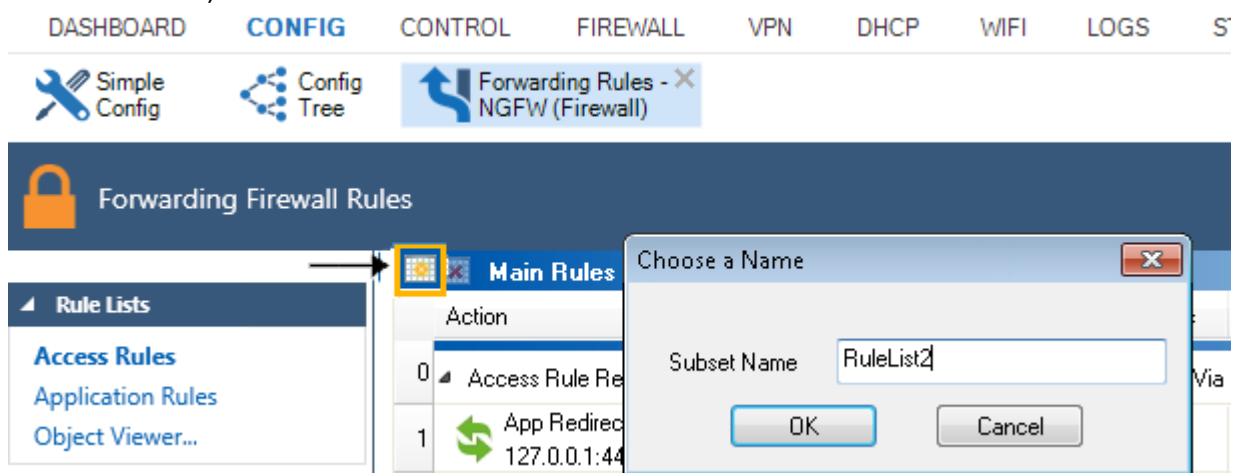 DASHBOARD CONFIG CONTROL FIREWALL VPN DHCP WIFI LOGS
Simple Config
Config Tree
Forwarding Rules -
NGFW (Firewall)
Forwarding Firewall Rules
Main Rules
Choose a Name
Rule Lists
Action
Subset Name RuleList2
Access Rules
0 Access Rule Re
Via
Application Rules
OK Cancel
1 App Redirec
Object Viewer...
127.0.0.1:44